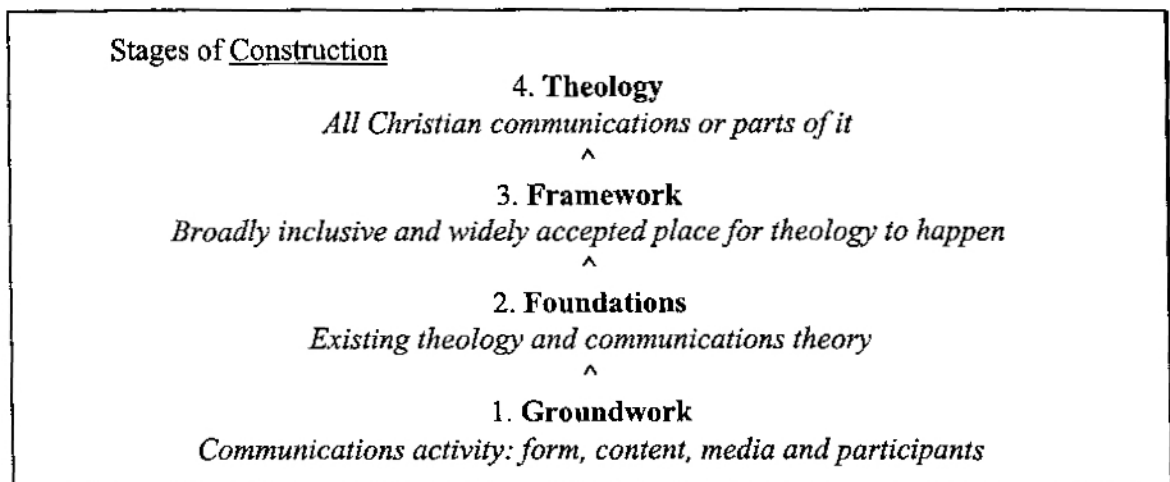 Stages of Construction
4. Theology
All Christian communications or parts of it
^
3. Framework
Broadly inclusive and widely accepted place for theology to happen
^
2. Foundations
Existing theology and communications theory
^
1. Groundwork
Communications activity: form, content, media and participants